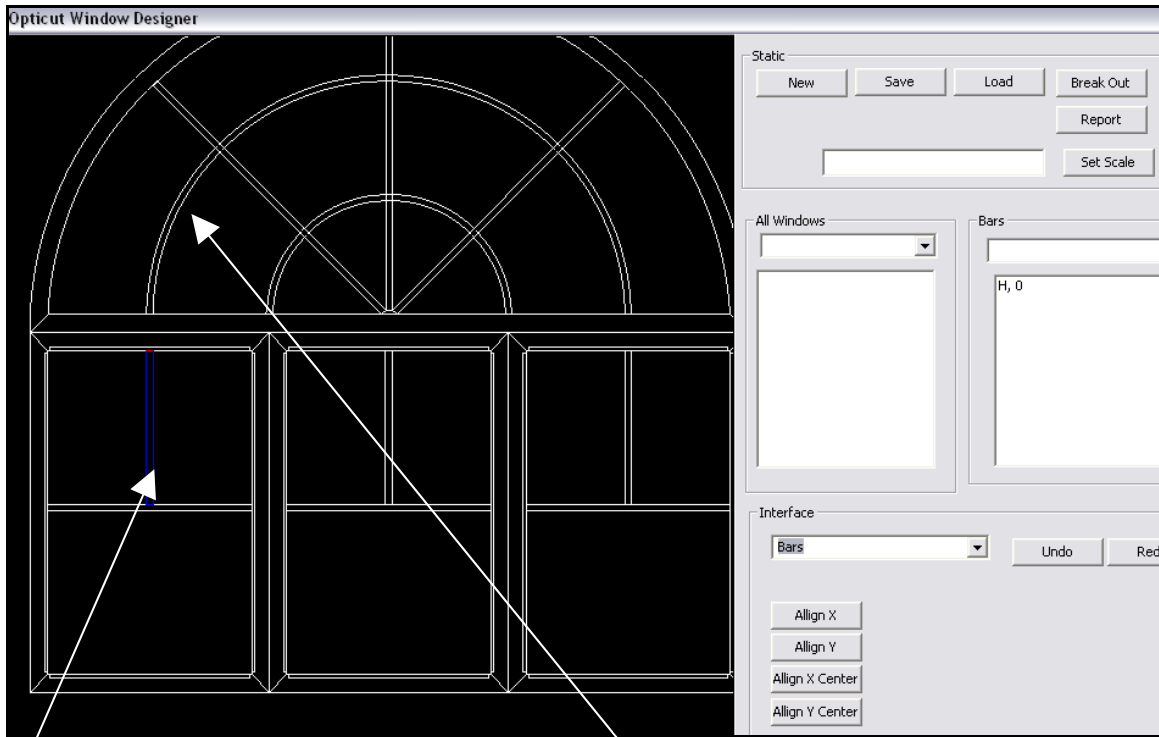 Opticut Window Designer
Static
New
Save
Load
Break Out
Report
Set Scale
All Windows
Bars
H, 0
Interface
Bars
Undo
Red
Allign X
Allign Y
Allign X Center
Allign Y Center